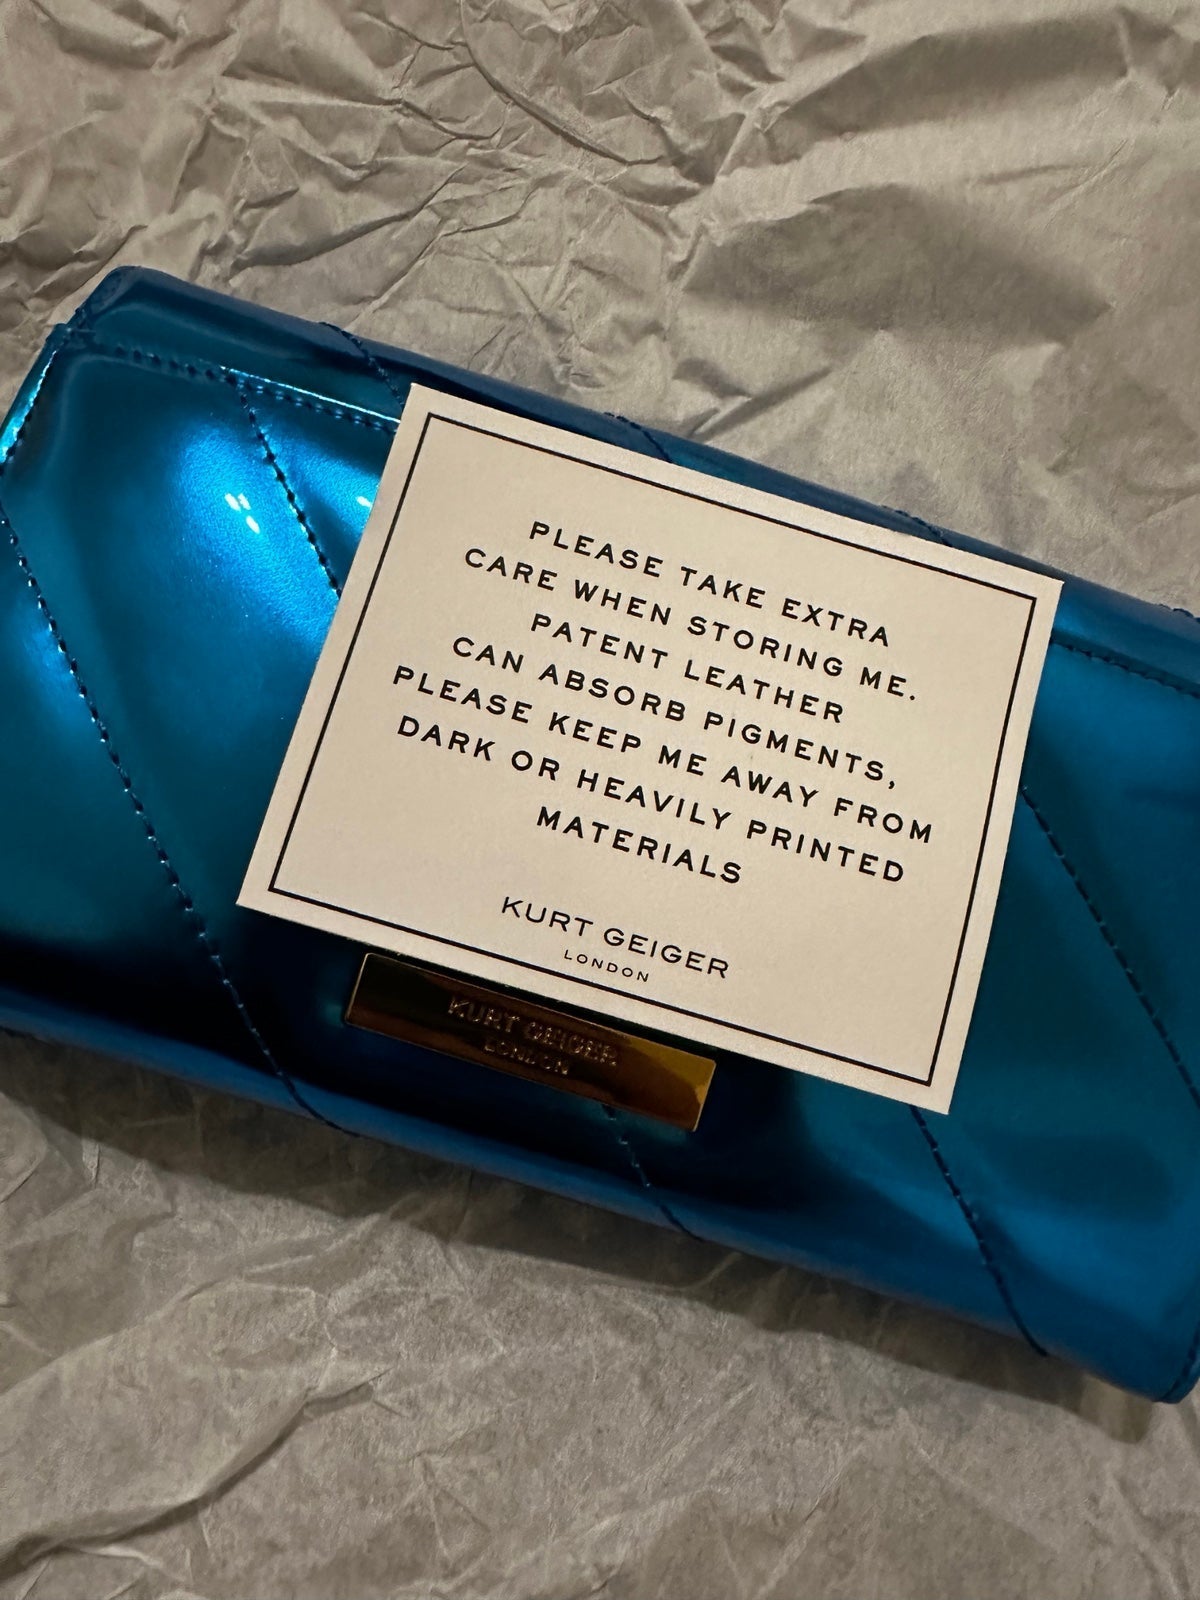 PLEASE TAKE EXTRA
CARE WHEN STORING ME.
PATENT LEATHER
CAN ABSORB PIGMENTS,
PLEASE KEEP ME AWAY FROM
DARK OR HEAVILY PRINTED
MATERIALS
KURT GEIGER
LONDON
KURT GEIGER
LONDON